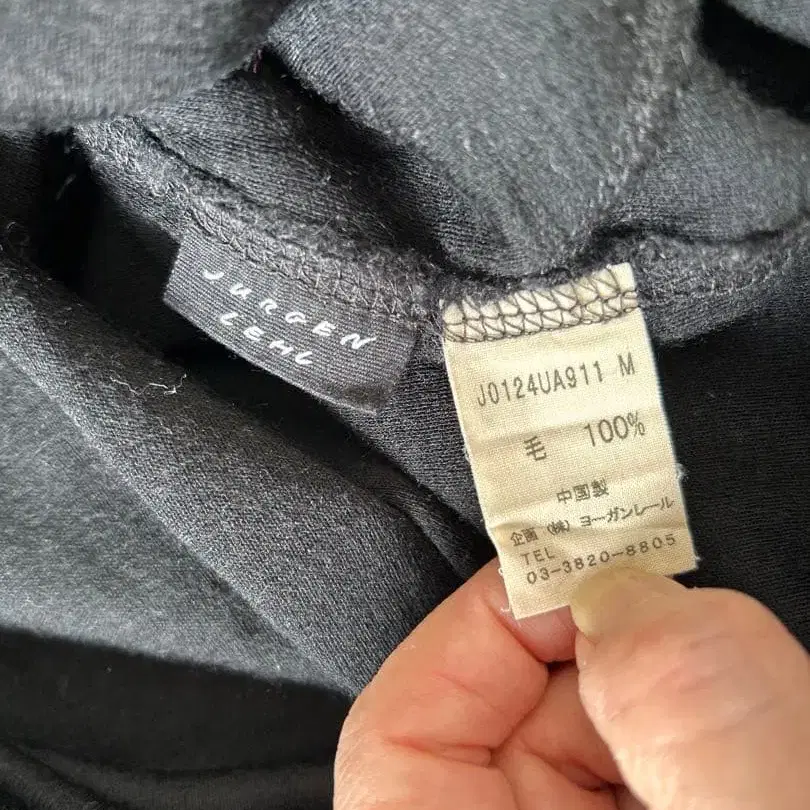 JURGEN
LEHL
J0124UA911 M
毛 100%
中国製
企画 (株) ヨーガンレール
TEL
03-3820-8805